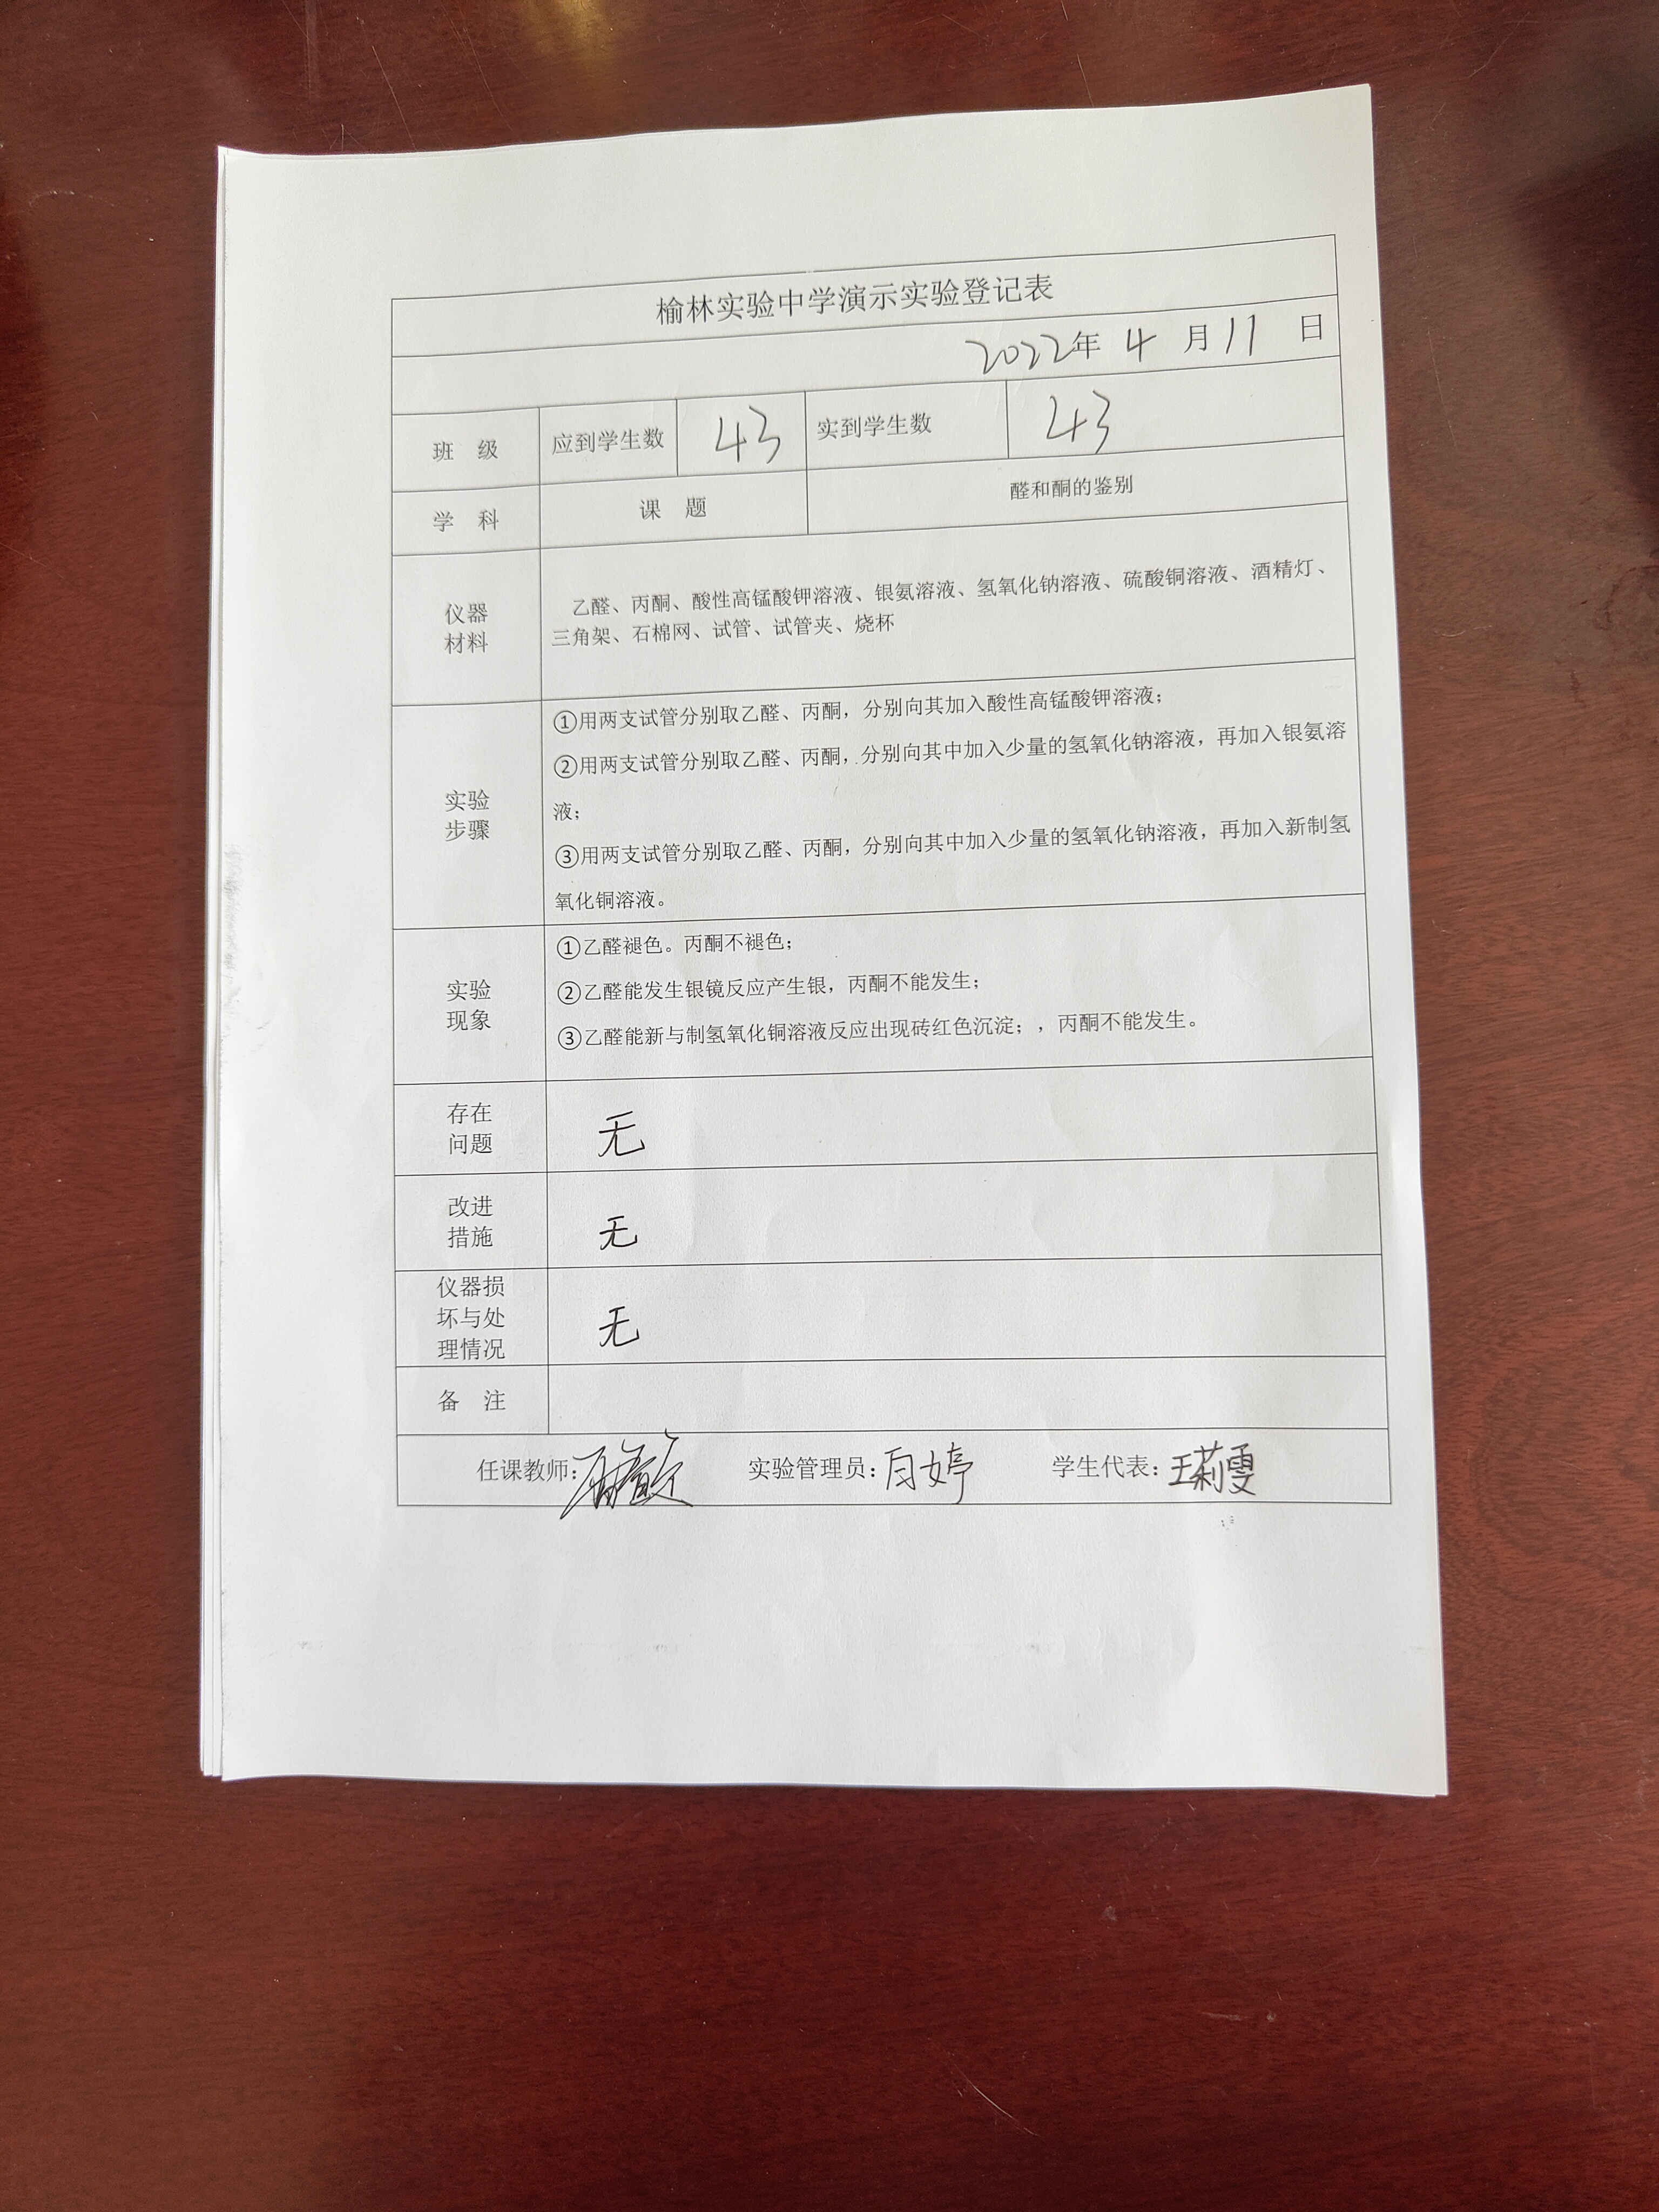 榆林实验中学演示实验登记表
2022年 4 月 11 日
班 级 应到学生数 43 实到学生数 43
学 科 课 题 醛和酮的鉴别
仪器
材料
乙醛、丙酮、酸性高锰酸钾溶液、银氨溶液、氢氧化钠溶液、硫酸铜溶液、酒精灯、
三角架、石棉网、试管、试管夹、烧杯
实验
步骤
①用两支试管分别取乙醛、丙酮，分别向其加入酸性高锰酸钾溶液；
②用两支试管分别取乙醛、丙酮，分别向其中加入少量的氢氧化钠溶液，再加入银氨溶
液；
③用两支试管分别取乙醛、丙酮，分别向其中加入少量的氢氧化钠溶液，再加入新制氢
氧化铜溶液。
实验
现象
①乙醛褪色。丙酮不褪色；
②乙醛能发生银镜反应产生银，丙酮不能发生；
③乙醛能新与制氢氧化铜溶液反应出现砖红色沉淀；，丙酮不能发生。
存在
问题
无
改进
措施
无
仪器损
坏与处
理情况
无
备 注
任课教师： 实验管理员： 婷 学生代表：王莉雯